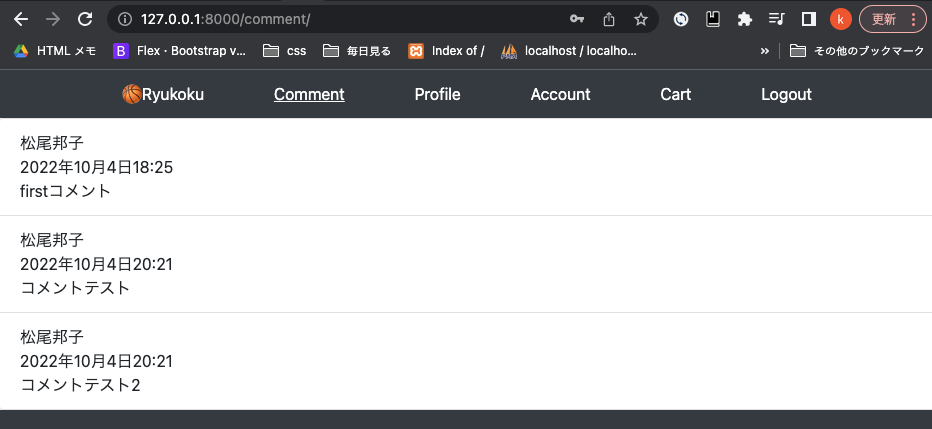 127.0.0.1:8000/comment/
k
更新
HTML メモ
Flex・Bootstrap v...
css
毎日見る
Index of /
localhost / localho...
»
その他のブックマーク
Ryukoku Comment Profile Account Cart Logout
松尾邦子
2022年10月4日18:25
firstコメント
松尾邦子
2022年10月4日20:21
コメントテスト
松尾邦子
2022年10月4日20:21
コメントテスト2